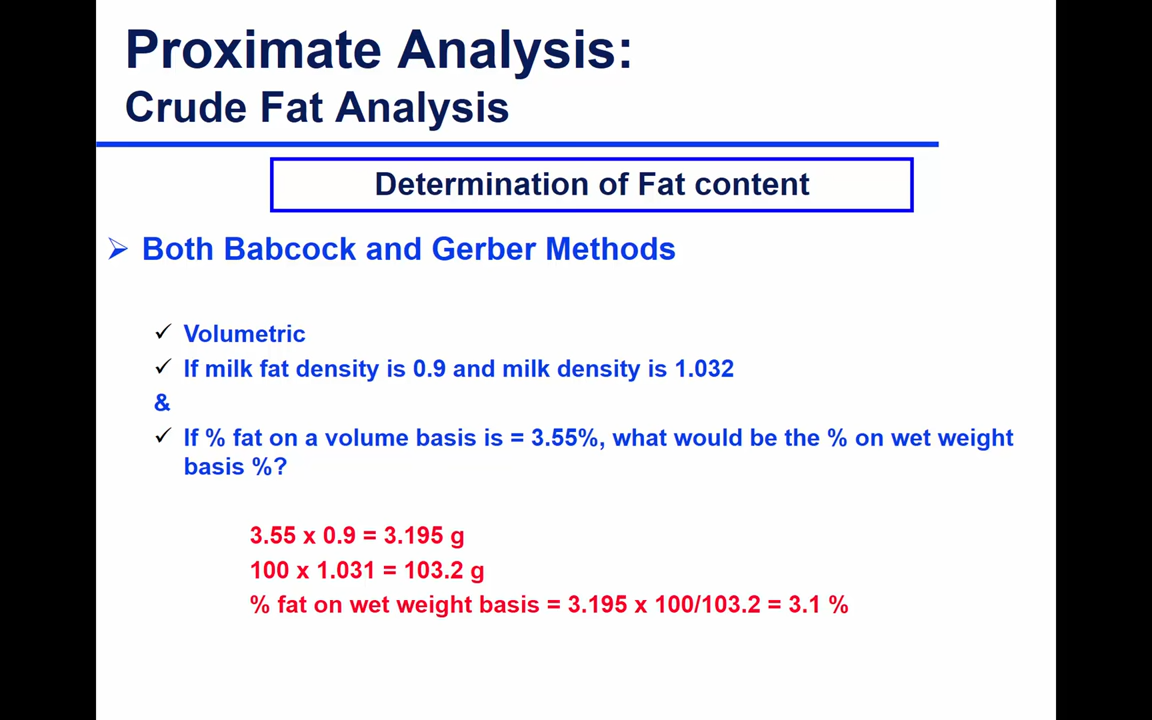 Proximate Analysis:
Crude Fat Analysis
Determination of Fat content
Both Babcock and Gerber Methods
Volumetric
If milk fat density is 0.9 and milk density is 1.032
&
If % fat on a volume basis is = 3.55%, what would be the % on wet weight
basis %?
3.55 x 0.9 = 3.195 g
100 x 1.031 = 103.2 g
% fat on wet weight basis = 3.195 x 100/103.2 = 3.1 %